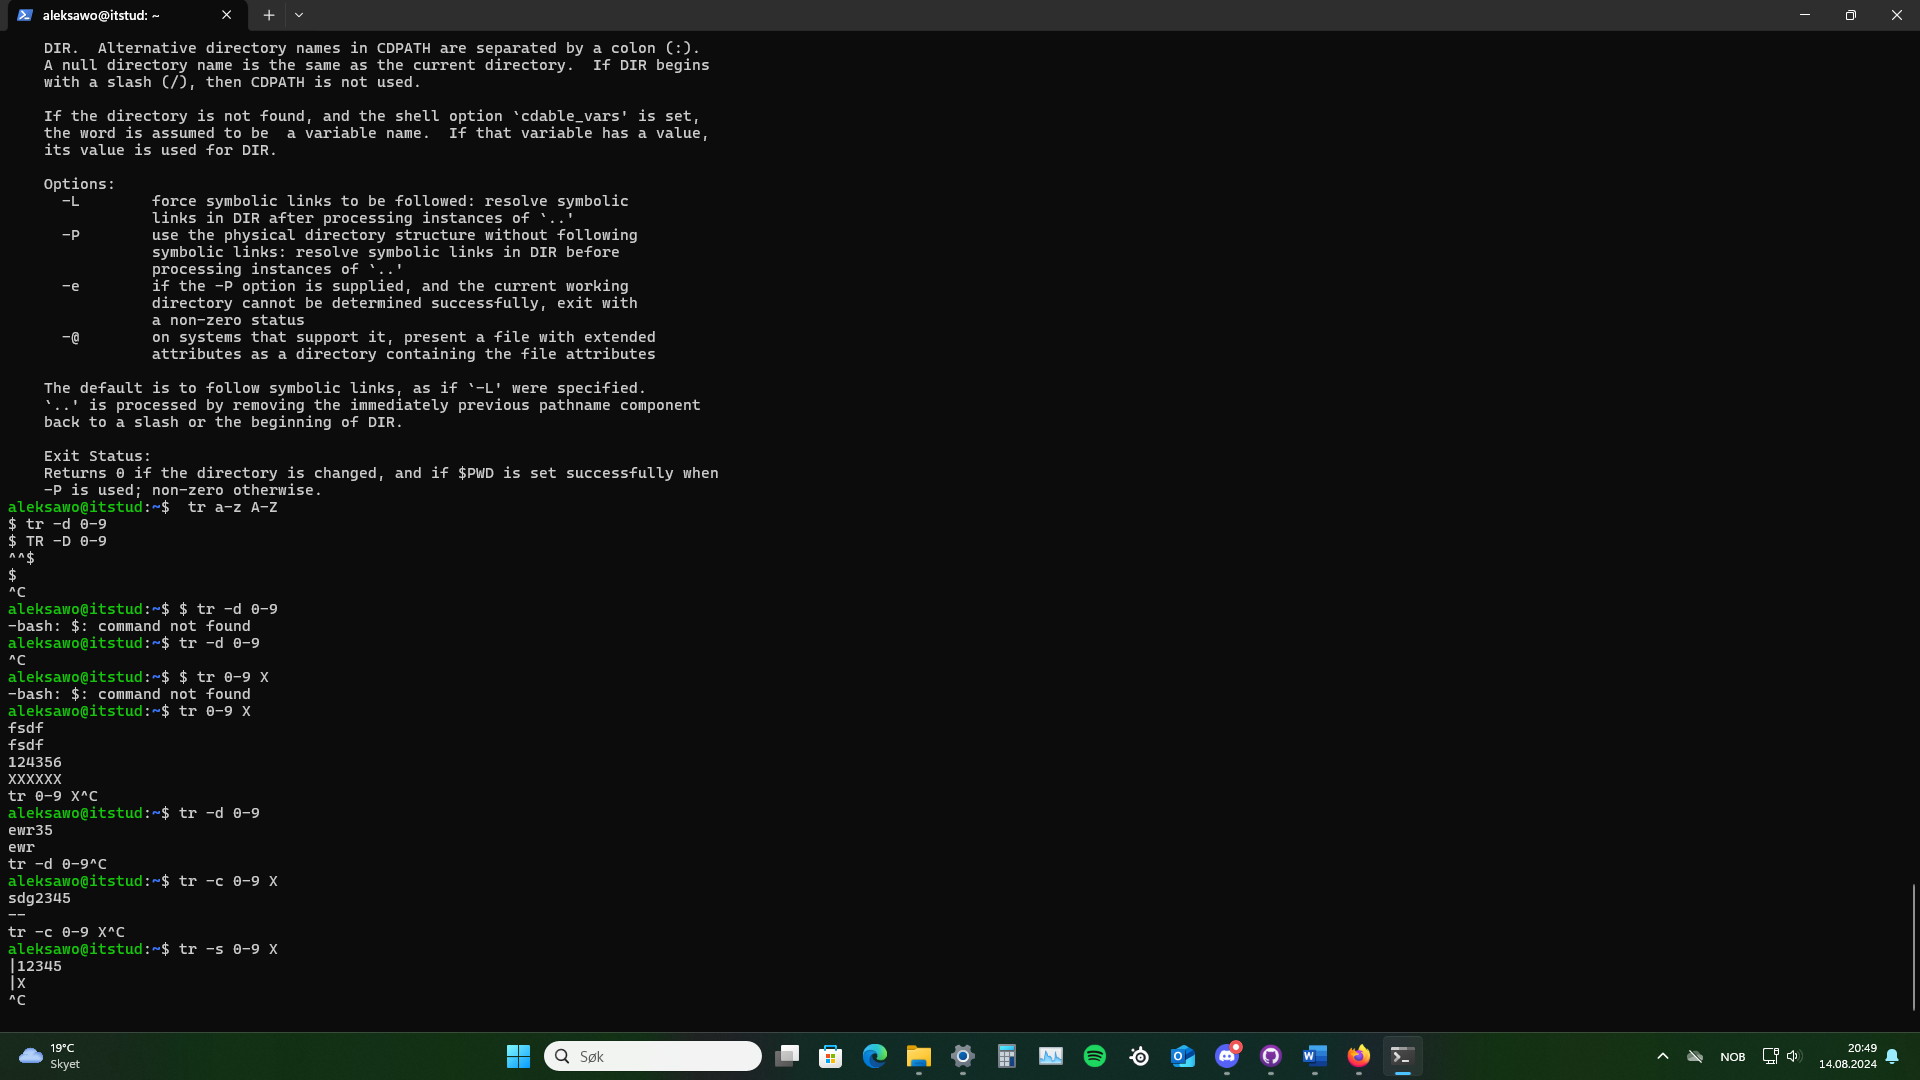 aleksawo@itstud: ~
DIR.  Alternative directory names in CDPATH are separated by a colon (:).
A null directory name is the same as the current directory.  If DIR begins
with a slash (/), then CDPATH is not used.
If the directory is not found, and the shell option `cdable_vars' is set,
the word is assumed to be  a variable name.  If that variable has a value,
its value is used for DIR.
Options:
-L        force symbolic links to be followed: resolve symbolic
links in DIR after processing instances of `..'
-P        use the physical directory structure without following
symbolic links: resolve symbolic links in DIR before
processing instances of `..'
-e        if the -P option is supplied, and the current working
directory cannot be determined successfully, exit with
a non-zero status
-@        on systems that support it, present a file with extended
attributes as a directory containing the file attributes
The default is to follow symbolic links, as if `-L' were specified.
`..' is processed by removing the immediately previous pathname component
back to a slash or the beginning of DIR.
Exit Status:
Returns 0 if the directory is changed, and if $PWD is set successfully when
-P is used; non-zero otherwise.
aleksawo@itstud:~$  tr a-z A-Z
$ tr -d 0-9
$ TR -D 0-9
^^$
$
^C
aleksawo@itstud:~$ $ tr -d 0-9
-bash: $: command not found
aleksawo@itstud:~$ tr -d 0-9
^C
aleksawo@itstud:~$ $ tr 0-9 X
-bash: $: command not found
aleksawo@itstud:~$ tr 0-9 X
fsdf
fsdf
124356
XXXXXX
tr 0-9 X^C
aleksawo@itstud:~$ tr -d 0-9
ewr35
ewr
tr -d 0-9^C
aleksawo@itstud:~$ tr -c 0-9 X
sdg2345
--
tr -c 0-9 X^C
aleksawo@itstud:~$ tr -s 0-9 X
|12345
|X
^C
19°C
Skyet
Søk
NOB
20:49
14.08.2024